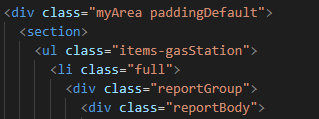 <div class="myArea paddingDefault">
<section>
<ul class="items-gasStation">
<li class="full">
<div class="reportGroup">
<div class="reportBody">